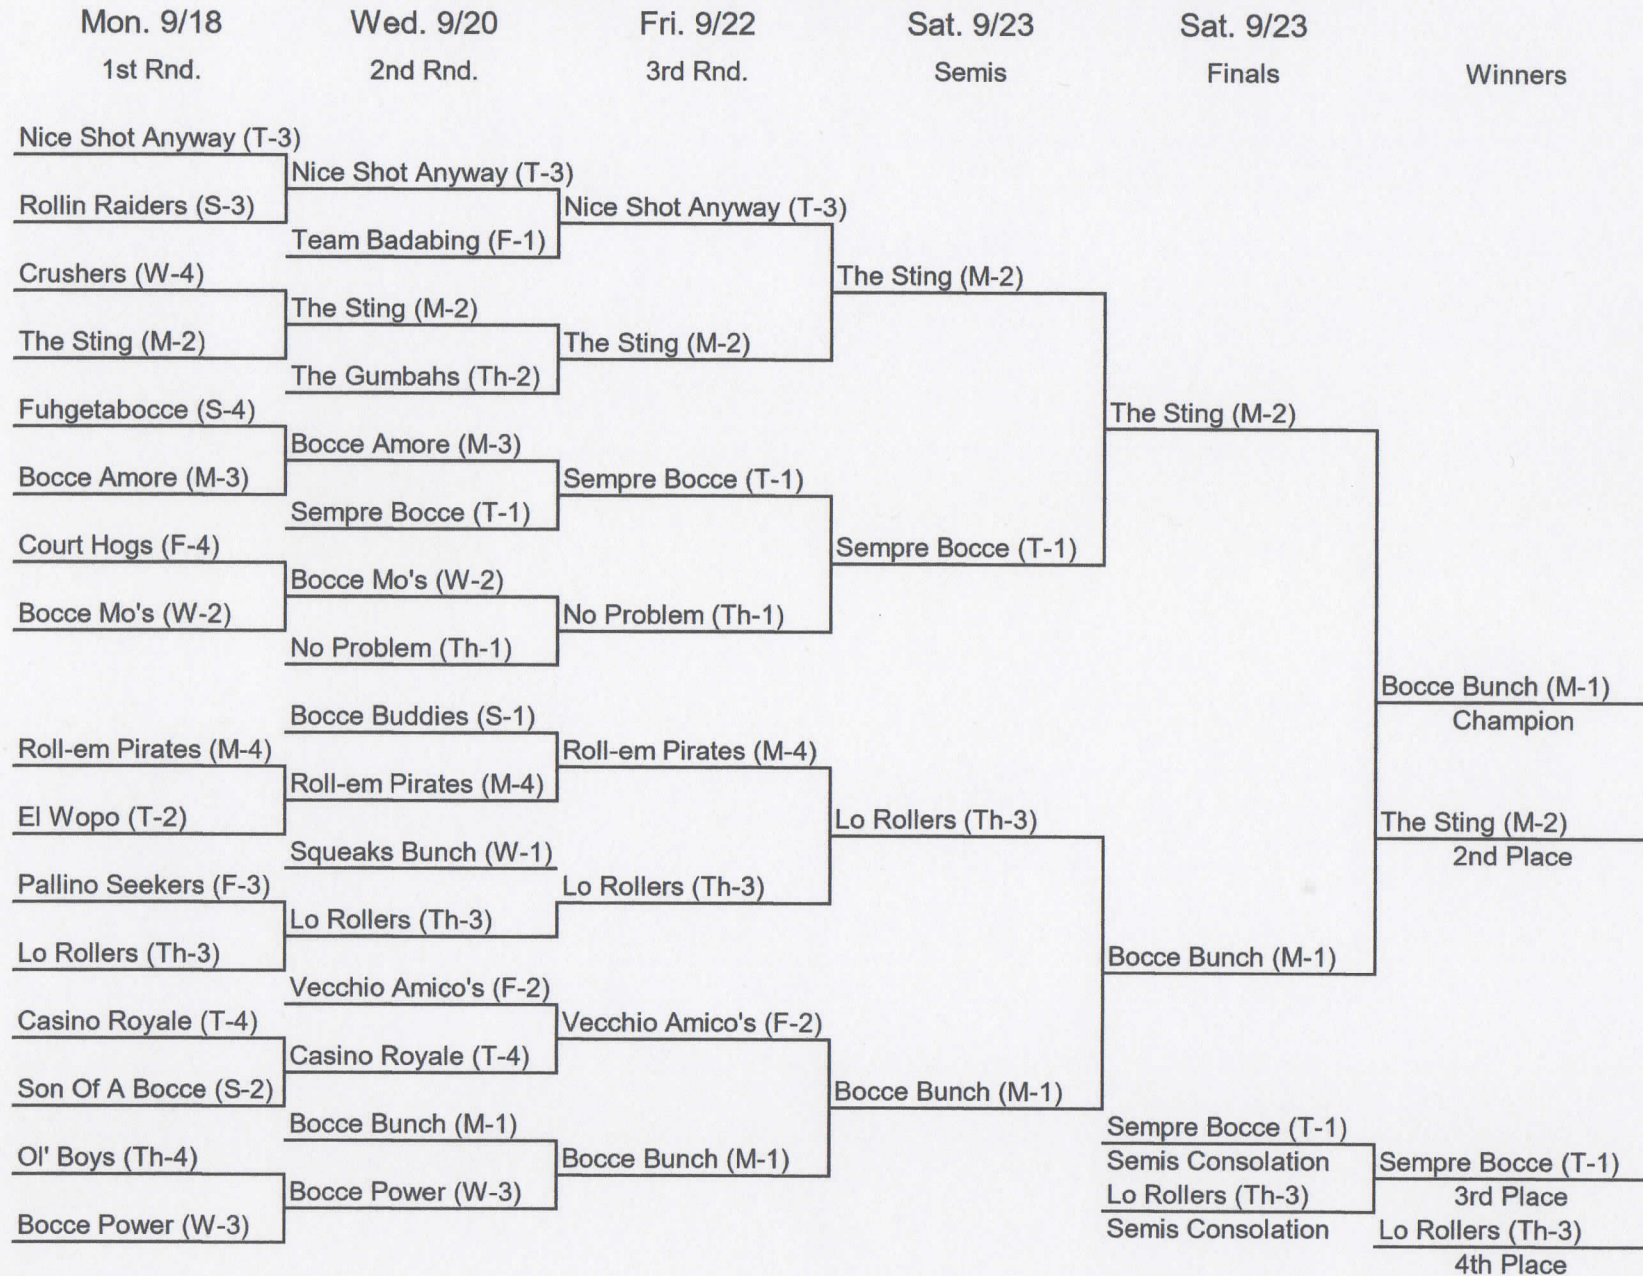 Mon. 9/18
1st Rnd.
Wed. 9/20
2nd Rnd.
Fri. 9/22
3rd Rnd.
Sat. 9/23
Semis
Sat. 9/23
Finals
Winners
Nice Shot Anyway (T-3)
Rollin Raiders (S-3)
Crushers (W-4)
The Sting (M-2)
Fuhgetabocce (S-4)
Bocce Amore (M-3)
Court Hogs (F-4)
Bocce Mo's (W-2)
Roll-em Pirates (M-4)
El Wopo (T-2)
Pallino Seekers (F-3)
Lo Rollers (Th-3)
Casino Royale (T-4)
Son Of A Bocce (S-2)
Ol' Boys (Th-4)
Bocce Power (W-3)
Nice Shot Anyway (T-3)
Team Badabing (F-1)
The Sting (M-2)
The Gumbahs (Th-2)
Bocce Amore (M-3)
Sempre Bocce (T-1)
Bocce Mo's (W-2)
No Problem (Th-1)
Bocce Buddies (S-1)
Roll-em Pirates (M-4)
Squeaks Bunch (W-1)
Lo Rollers (Th-3)
Vecchio Amico's (F-2)
Casino Royale (T-4)
Bocce Bunch (M-1)
Bocce Power (W-3)
Nice Shot Anyway (T-3)
The Sting (M-2)
Sempre Bocce (T-1)
No Problem (Th-1)
Roll-em Pirates (M-4)
Lo Rollers (Th-3)
Vecchio Amico's (F-2)
Bocce Bunch (M-1)
The Sting (M-2)
Sempre Bocce (T-1)
Lo Rollers (Th-3)
Bocce Bunch (M-1)
The Sting (M-2)
Bocce Bunch (M-1)
Sempre Bocce (T-1)
Semis Consolation
Lo Rollers (Th-3)
Semis Consolation
Bocce Bunch (M-1)
Champion
The Sting (M-2)
2nd Place
Sempre Bocce (T-1)
3rd Place
Lo Rollers (Th-3)
4th Place